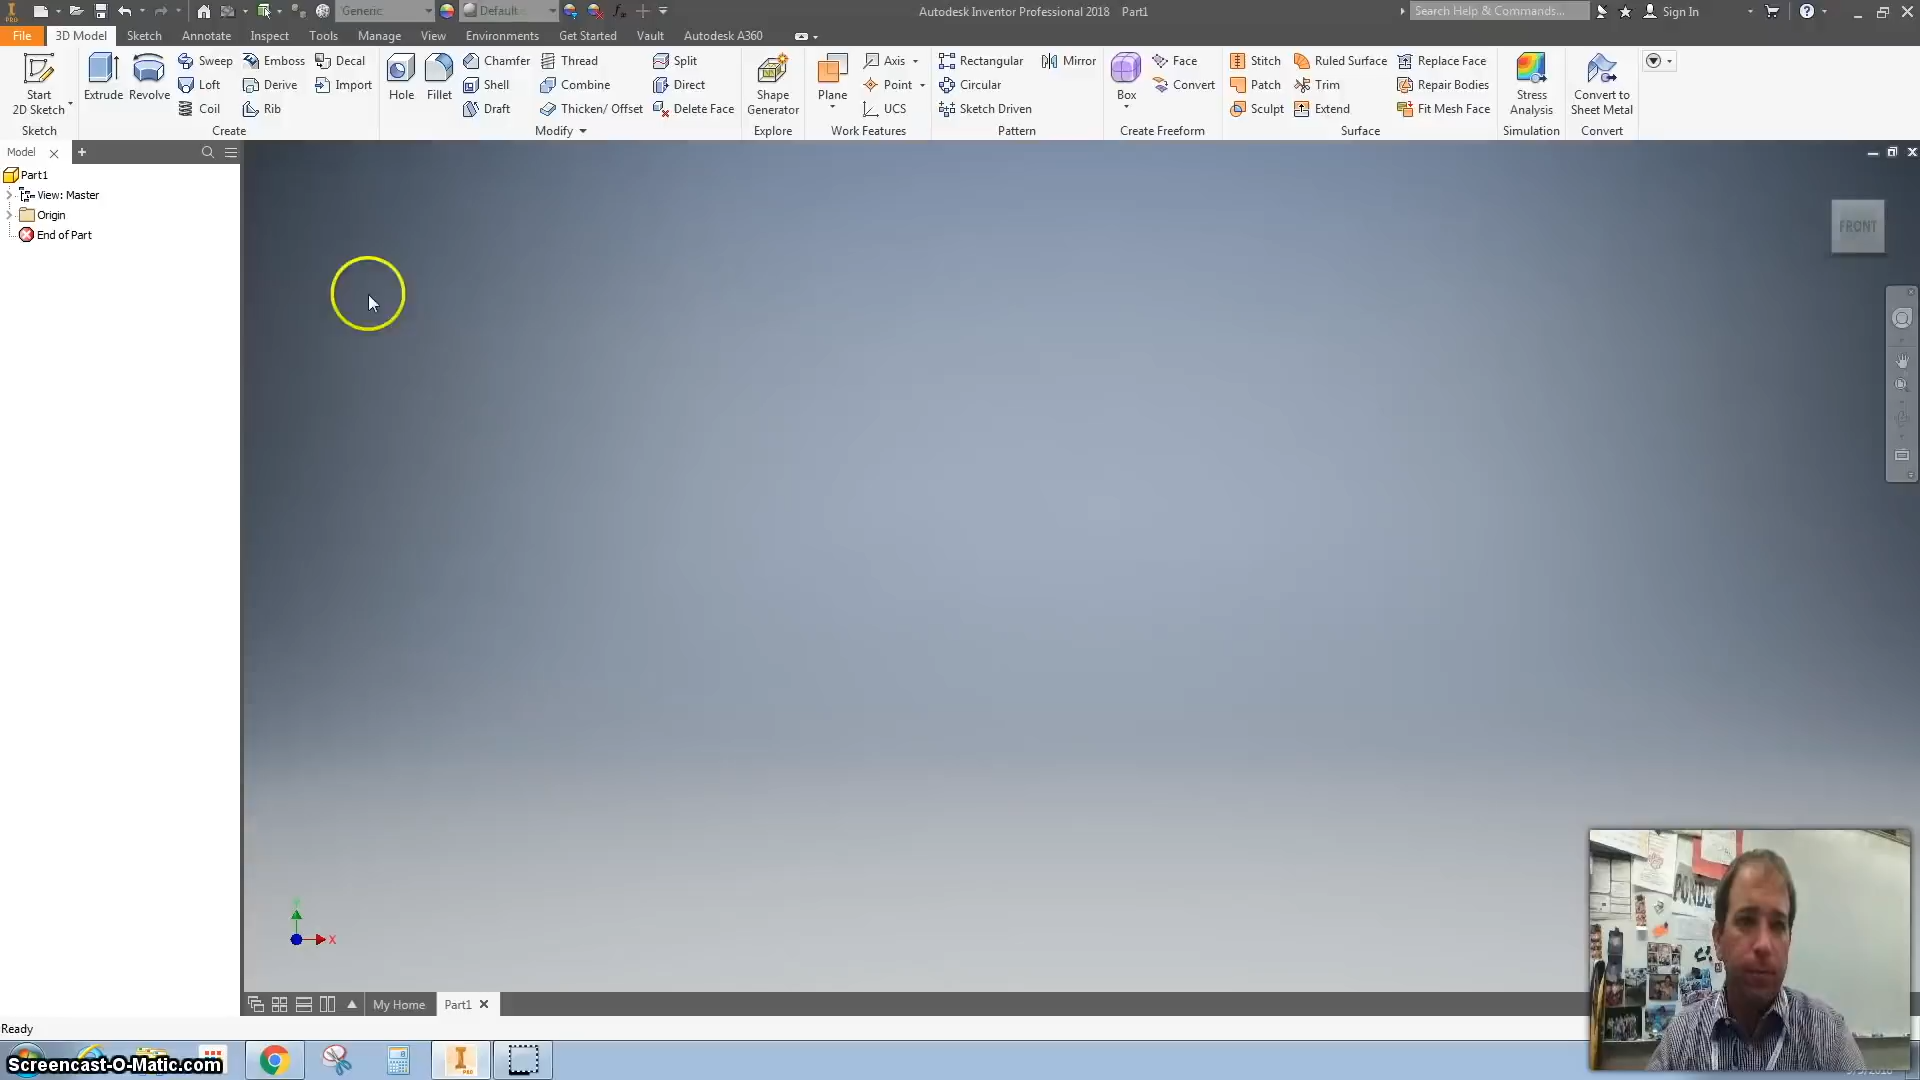 PRO
Generic
Default
fx
Autodesk Inventor Professional 2018 Part1
Search Help & Commands...
Sign In
File
3D Model
Sketch
Annotate
Inspect
Tools
Manage
View
Environments
Get Started
Vault
Autodesk A360
Start
2D Sketch
Sketch
Extrude
Revolve
Sweep
Loft
Coil
Emboss
Derive
Rib
Decal
Import
Create
Hole
Fillet
Chamfer
Shell
Draft
Thread
Combine
Thicken/ Offset
Split
Direct
Delete Face
Modify
Shape
Generator
Explore
Plane
Axis
Point
UCS
Work Features
Rectangular
Circular
Sketch Driven
Mirror
Pattern
Box
Face
Convert
Create Freeform
Stitch
Patch
Sculpt
Ruled Surface
Trim
Extend
Replace Face
Repair Bodies
Fit Mesh Face
Surface
Stress
Analysis
Simulation
Convert to
Sheet Metal
Convert
Model
Part1
View: Master
Origin
End of Part
FRONT
Y
X
My Home
Part1
Ready
Screencast-O-Matic.com